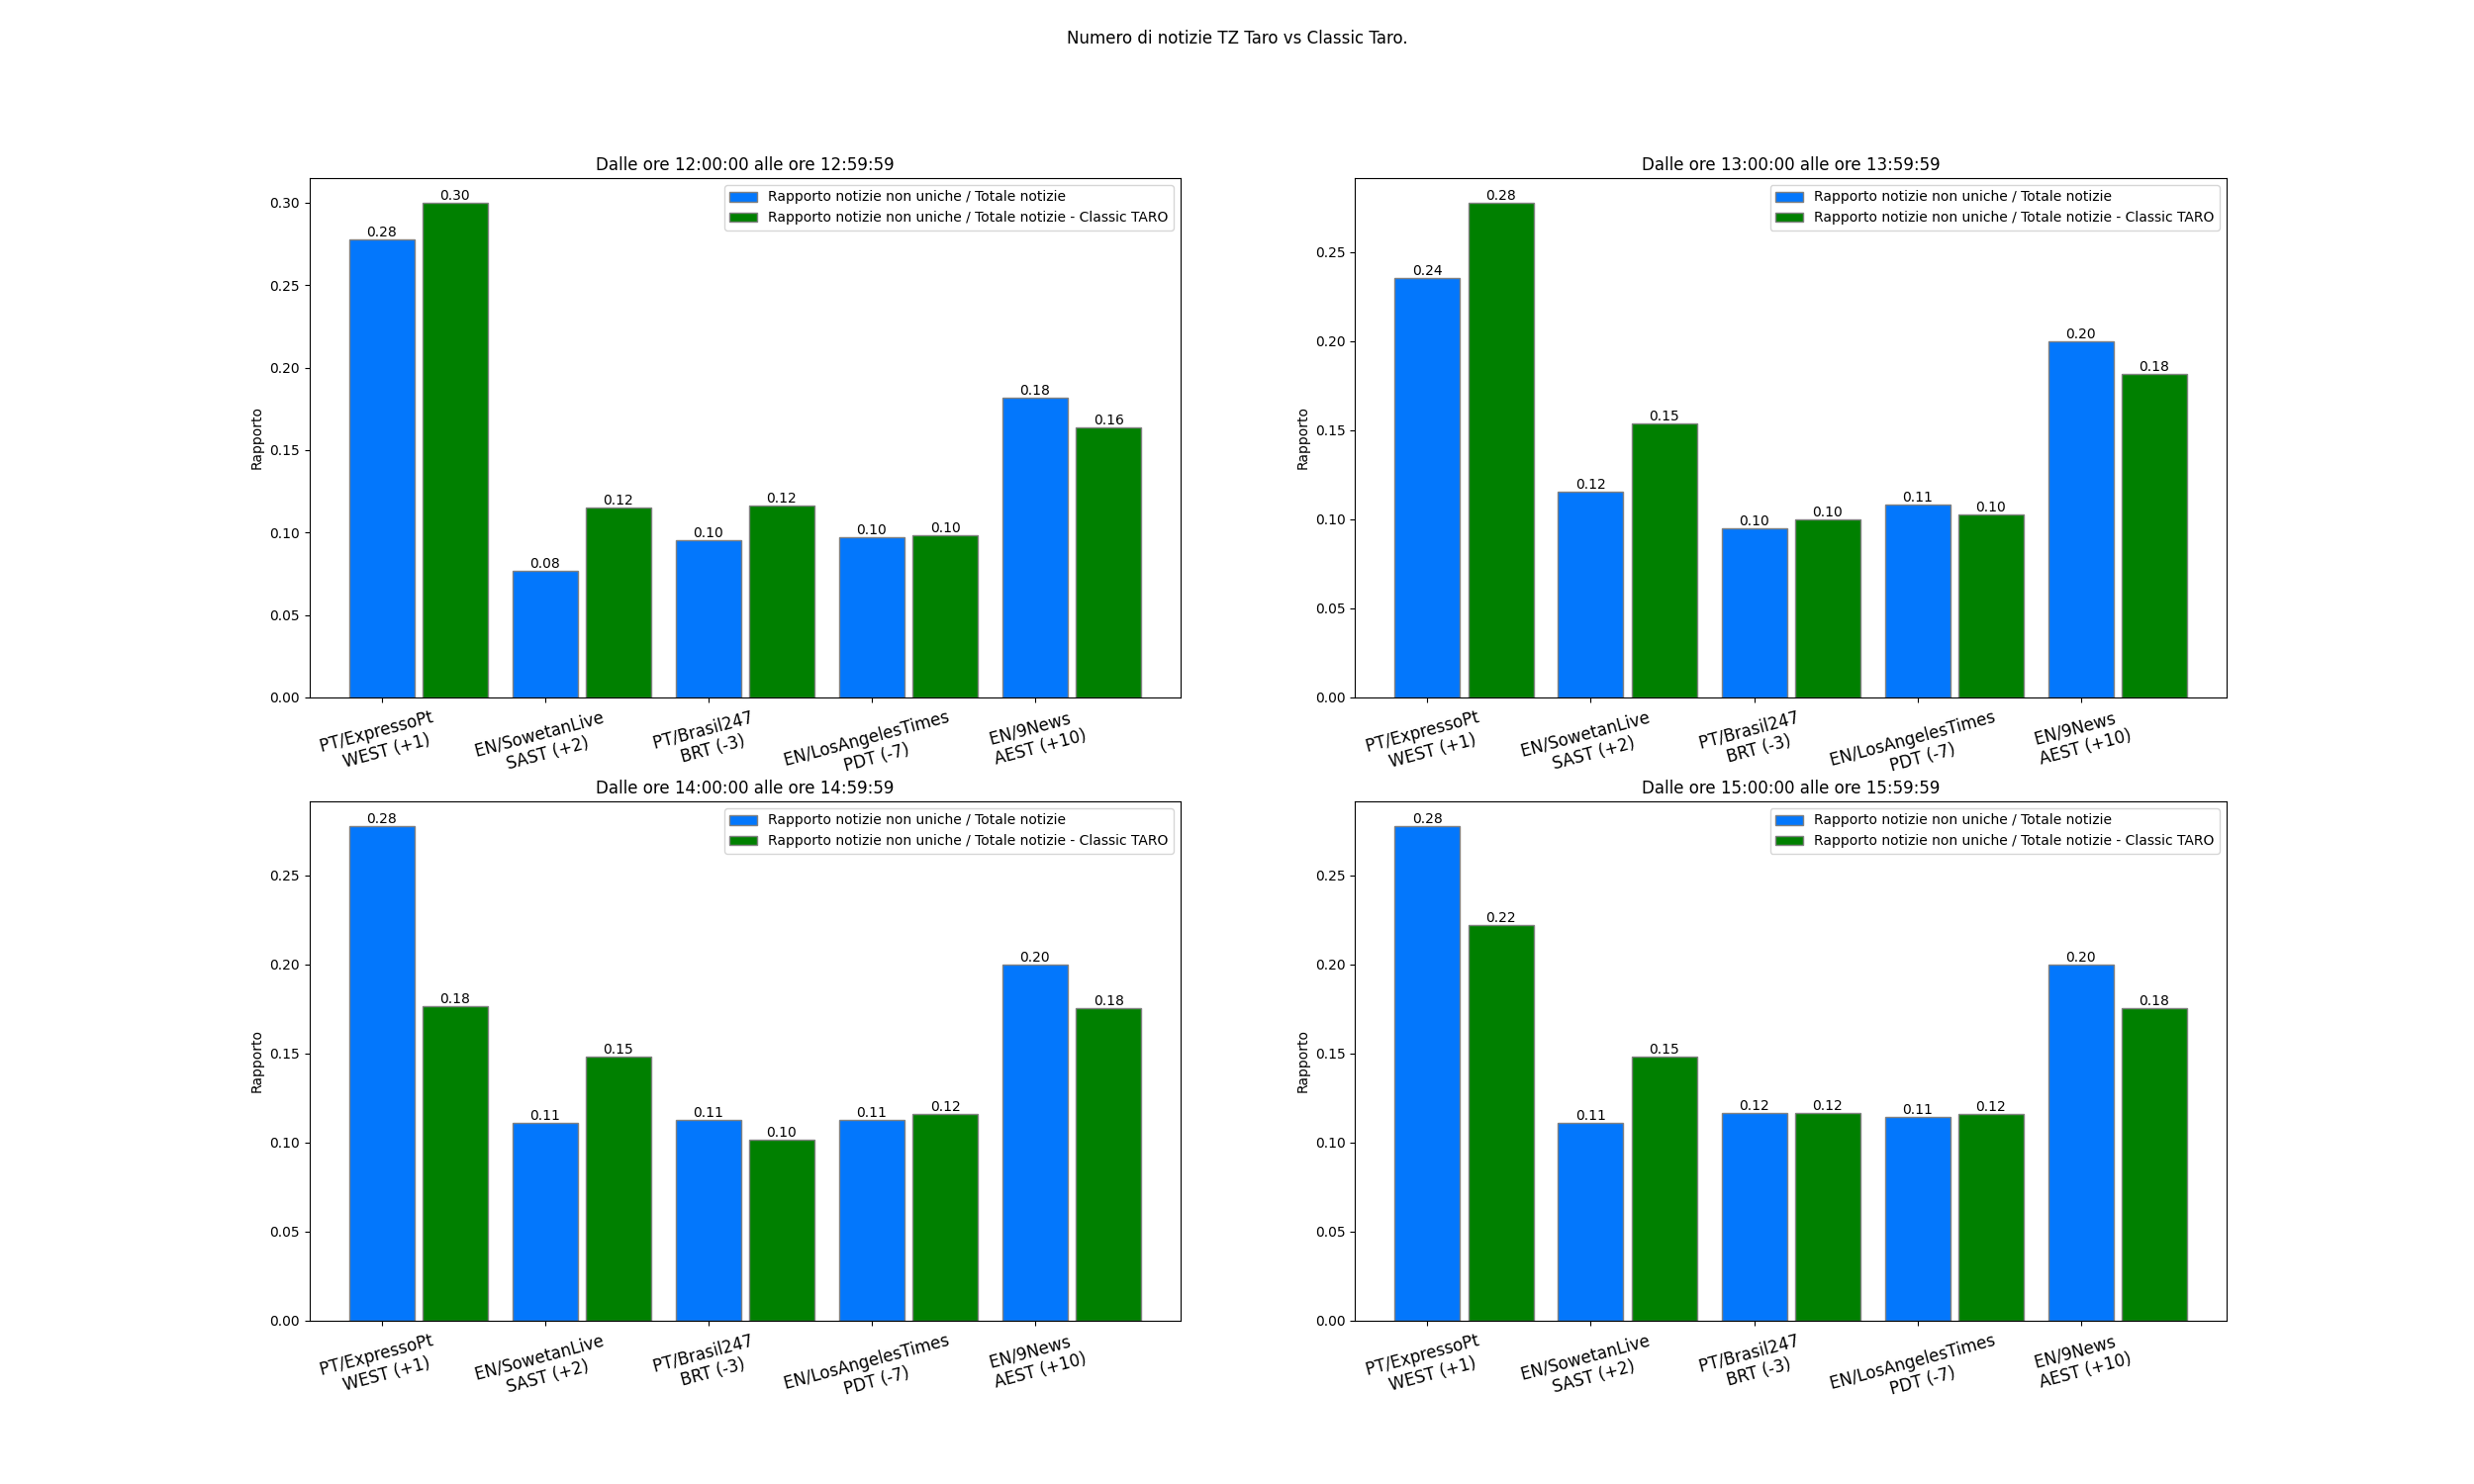 Numero di notizie TZ Taro vs Classic Taro.
Dalle ore 12:00:00 alle ore 12:59:59
Rapporto notizie non uniche / Totale notizie
Rapporto notizie non uniche / Totale notizie - Classic TARO
Rapporto
0.30
0.25
0.20
0.15
0.10
0.05
0.00
0.28
0.30
0.08
0.12
0.10
0.12
0.10
0.10
0.18
0.16
PT/ExpressoPt
WEST (+1)
EN/SowetanLive
SAST (+2)
PT/Brasil247
BRT (-3)
EN/LosAngelesTimes
PDT (-7)
EN/9News
AEST (+10)
Dalle ore 13:00:00 alle ore 13:59:59
Rapporto notizie non uniche / Totale notizie
Rapporto notizie non uniche / Totale notizie - Classic TARO
Rapporto
0.25
0.20
0.15
0.10
0.05
0.00
0.24
0.28
0.12
0.15
0.10
0.10
0.11
0.10
0.20
0.18
PT/ExpressoPt
WEST (+1)
EN/SowetanLive
SAST (+2)
PT/Brasil247
BRT (-3)
EN/LosAngelesTimes
PDT (-7)
EN/9News
AEST (+10)
Dalle ore 14:00:00 alle ore 14:59:59
Rapporto notizie non uniche / Totale notizie
Rapporto notizie non uniche / Totale notizie - Classic TARO
Rapporto
0.25
0.20
0.15
0.10
0.05
0.00
0.28
0.18
0.11
0.15
0.11
0.10
0.11
0.12
0.20
0.18
PT/ExpressoPt
WEST (+1)
EN/SowetanLive
SAST (+2)
PT/Brasil247
BRT (-3)
EN/LosAngelesTimes
PDT (-7)
EN/9News
AEST (+10)
Dalle ore 15:00:00 alle ore 15:59:59
Rapporto notizie non uniche / Totale notizie
Rapporto notizie non uniche / Totale notizie - Classic TARO
Rapporto
0.25
0.20
0.15
0.10
0.05
0.00
0.28
0.22
0.11
0.15
0.12
0.12
0.11
0.12
0.20
0.18
PT/ExpressoPt
WEST (+1)
EN/SowetanLive
SAST (+2)
PT/Brasil247
BRT (-3)
EN/LosAngelesTimes
PDT (-7)
EN/9News
AEST (+10)